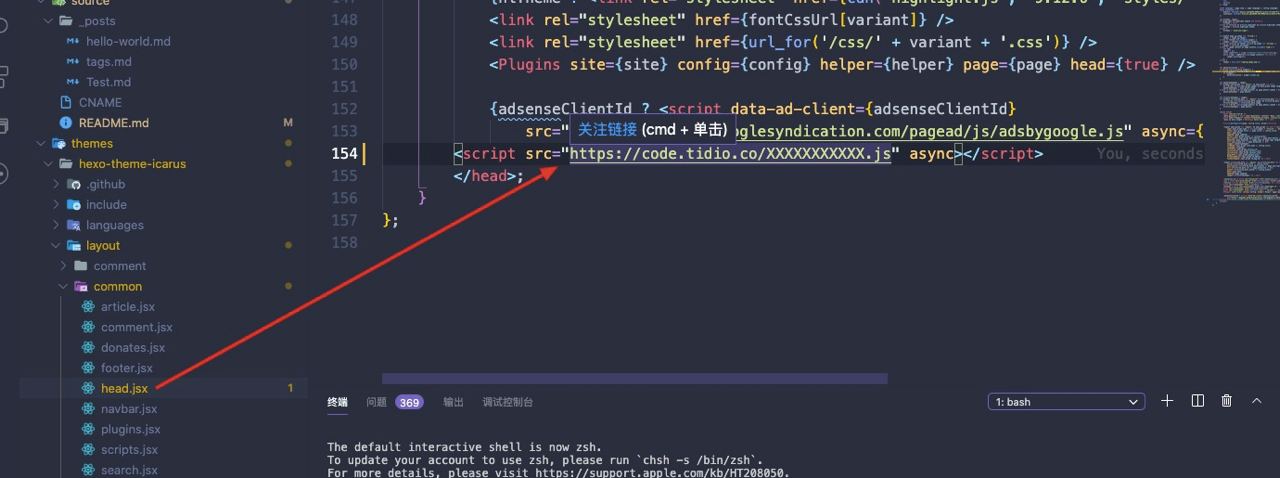 source
_posts
hello-world.md
tags.md
Test.md
CNAME
README.md M
themes
hexo-theme-icarus
.github
include
languages
layout
comment
common
article.jsx
comment.jsx
donates.jsx
footer.jsx
head.jsx 1
navbar.jsx
plugins.jsx
scripts.jsx
search.jsx
148 <link rel="stylesheet" href={fontCssUrl[variant]} />
149 <link rel="stylesheet" href={url_for('/css/' + variant + '.css')} />
150 <Plugins site={site} config={config} helper={helper} page={page} head={true} />
151
152 {adsenseClientId ? <script data-ad-client={adsenseClientId}
关注链接 (cmd + 单击)
153 src=" oglesyndication.com/pagead/js/adsbygoogle.js" async={
154 <script src="https://code.tidio.co/XXXXXXXXXXX.js" async></script> You, seconds
155 </head>;
156 }
157 };
158
终端 问题 369 输出 调试控制台 1: bash
The default interactive shell is now zsh.
To update your account to use zsh, please run `chsh -s /bin/zsh`.
For more details, please visit https://support.apple.com/kb/HT208050.